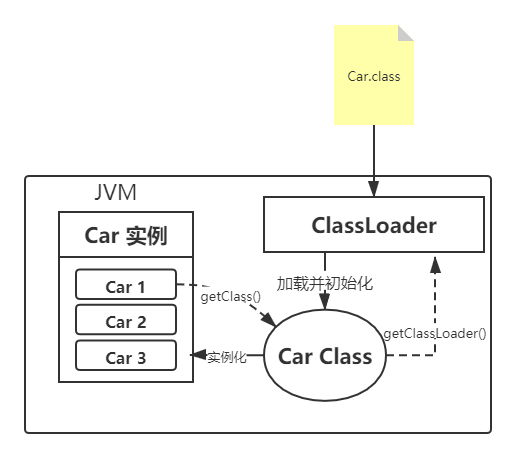 Car.class
JVM
ClassLoader
Car 实例
Car 1
Car 2
Car 3
getClass()
加载并初始化
实例化
Car Class
getClassLoader()